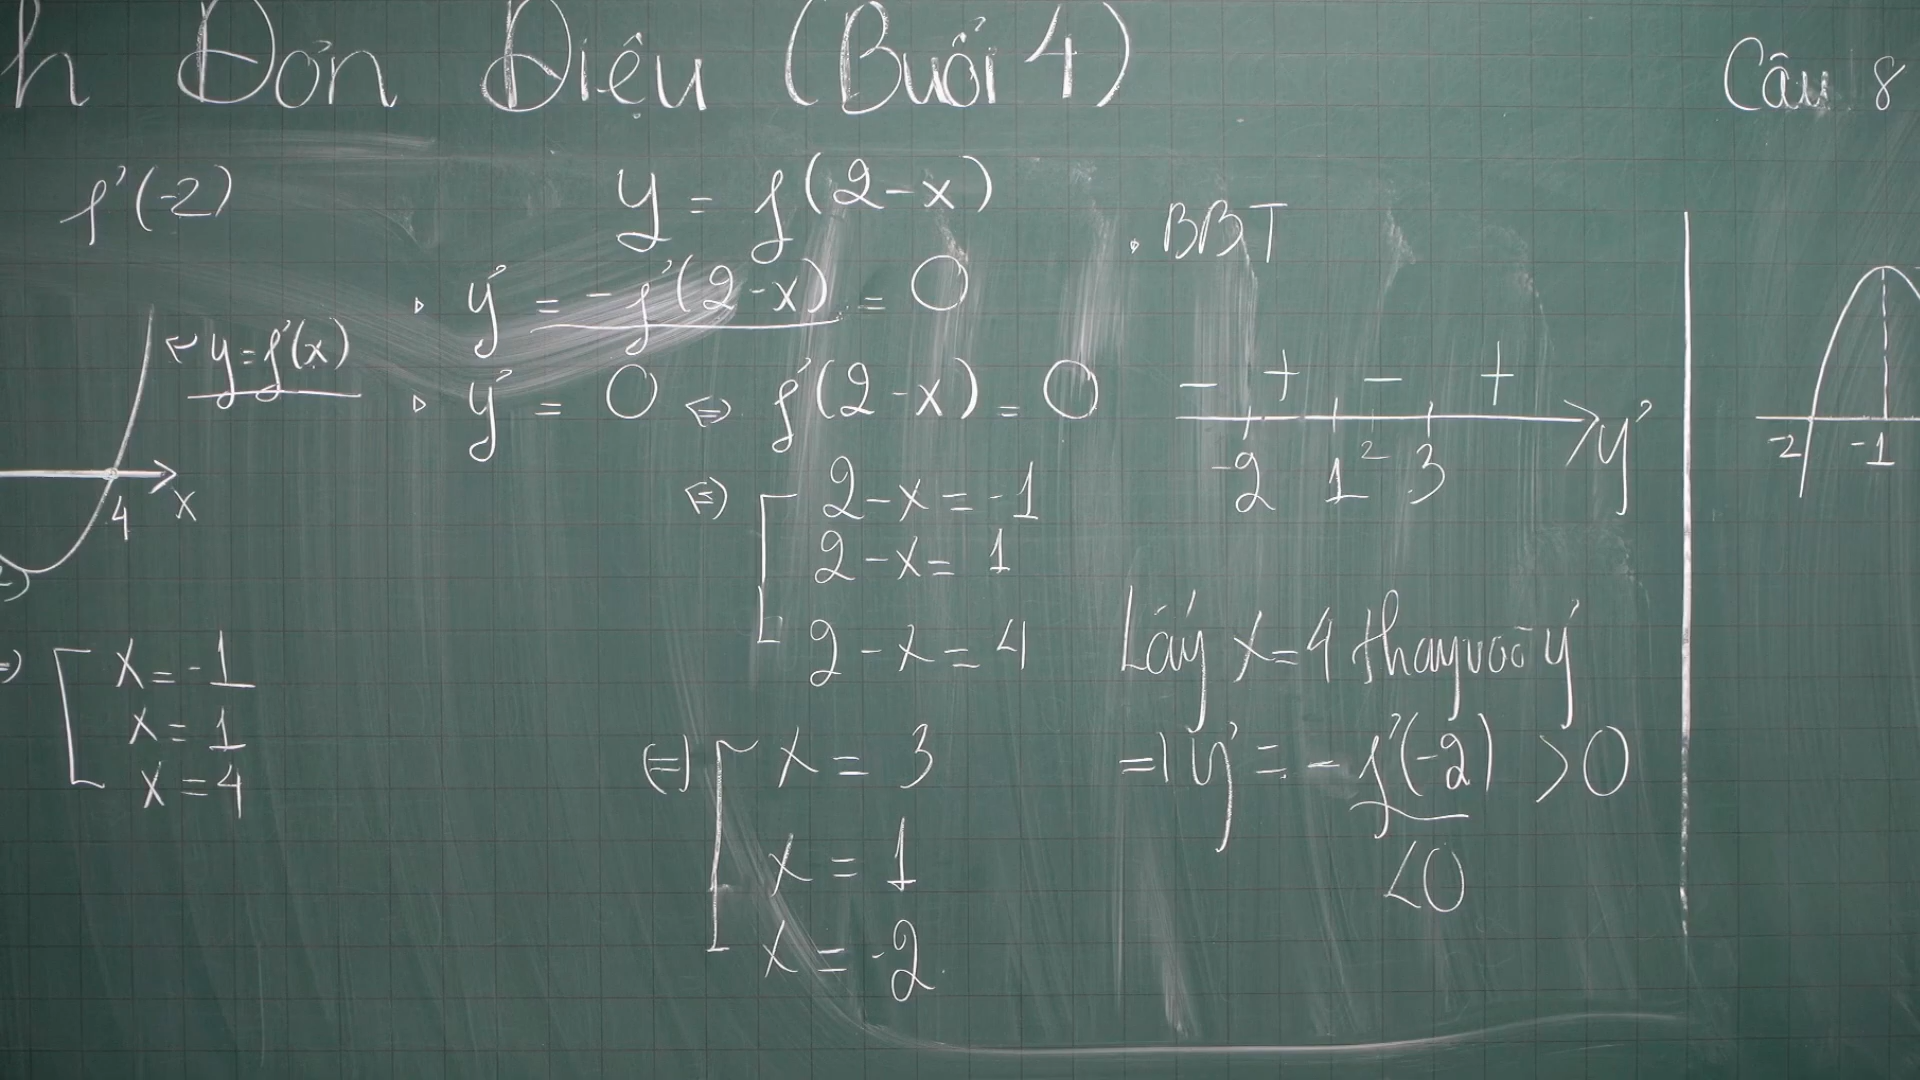 h Đơn Điệu (Buổi 4)
Câu 8
f'(-2)
y = f(2-x)
y' = -f'(2-x) = 0
y' = 0 <=> f'(2-x) = 0
<=> [ 2-x = -1
2-x = 1
2-x = 4
<=> [ x = 3
x = 1
x = -2
y=f'(x)
4 x
[ x = -1
x = 1
x = 4
. BBT
- + - +
-2 1 2 3 y'
Lấy x=4 thay vào y'
=> y' = -f'(-2) > 0
<0
-2 -1